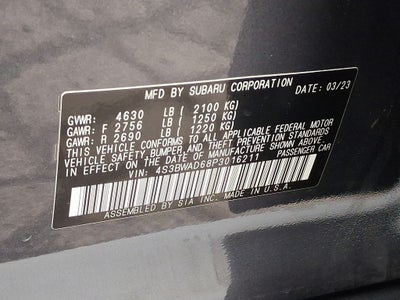 MFD BY SUBARU CORPORATION DATE: 03/23
GVWR: 4630 LB ( 2100 KG)
GAWR: F 2756 LB ( 1250 KG)
GAWR: R 2690 LB ( 1220 KG)
THIS VEHICLE CONFORMS TO ALL APPLICABLE FEDERAL MOTOR
VEHICLE SAFETY, BUMPER, AND THEFT PREVENTION STANDARDS
IN EFFECT ON THE DATE OF MANUFACTURE SHOWN ABOVE.
VIN: 4S3BWAD68P3016211 PASSENGER CAR
ASSEMBLED BY SIA INC. MADE IN U.S.A.